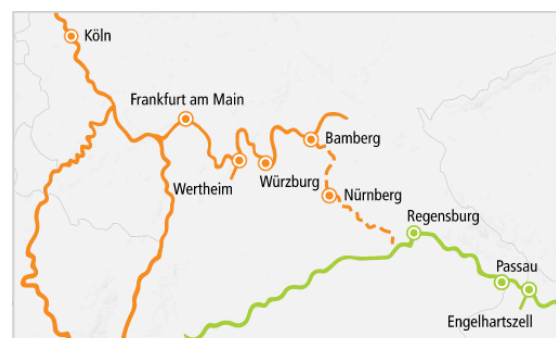 Köln
Frankfurt am Main
Bamberg
Wertheim
Würzburg
Nürnberg
Regensburg
Passau
Engelhartszell